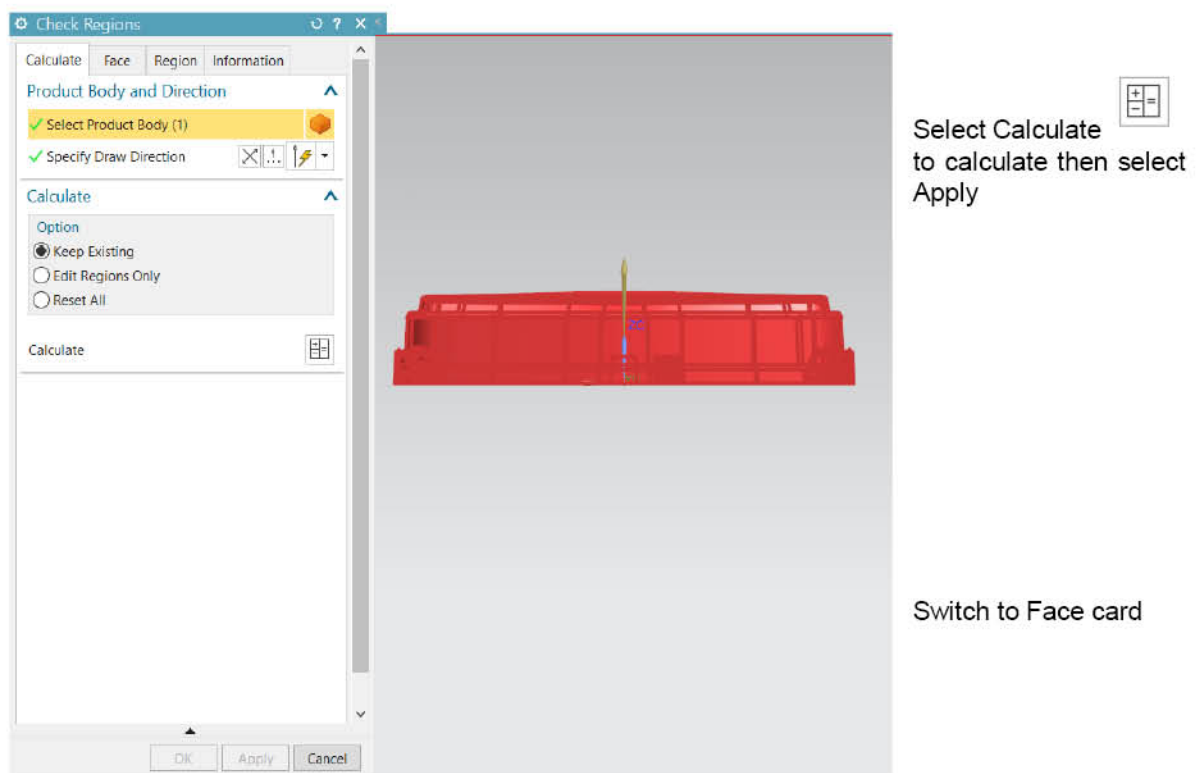 Check Regions
Calculate Face Region Information
Product Body and Direction
Select Product Body (1)
Specify Draw Direction
Calculate
Option
Keep Existing
Edit Regions Only
Reset All
Calculate
OK Apply Cancel
Select Calculate
to calculate then select
Apply
Switch to Face card